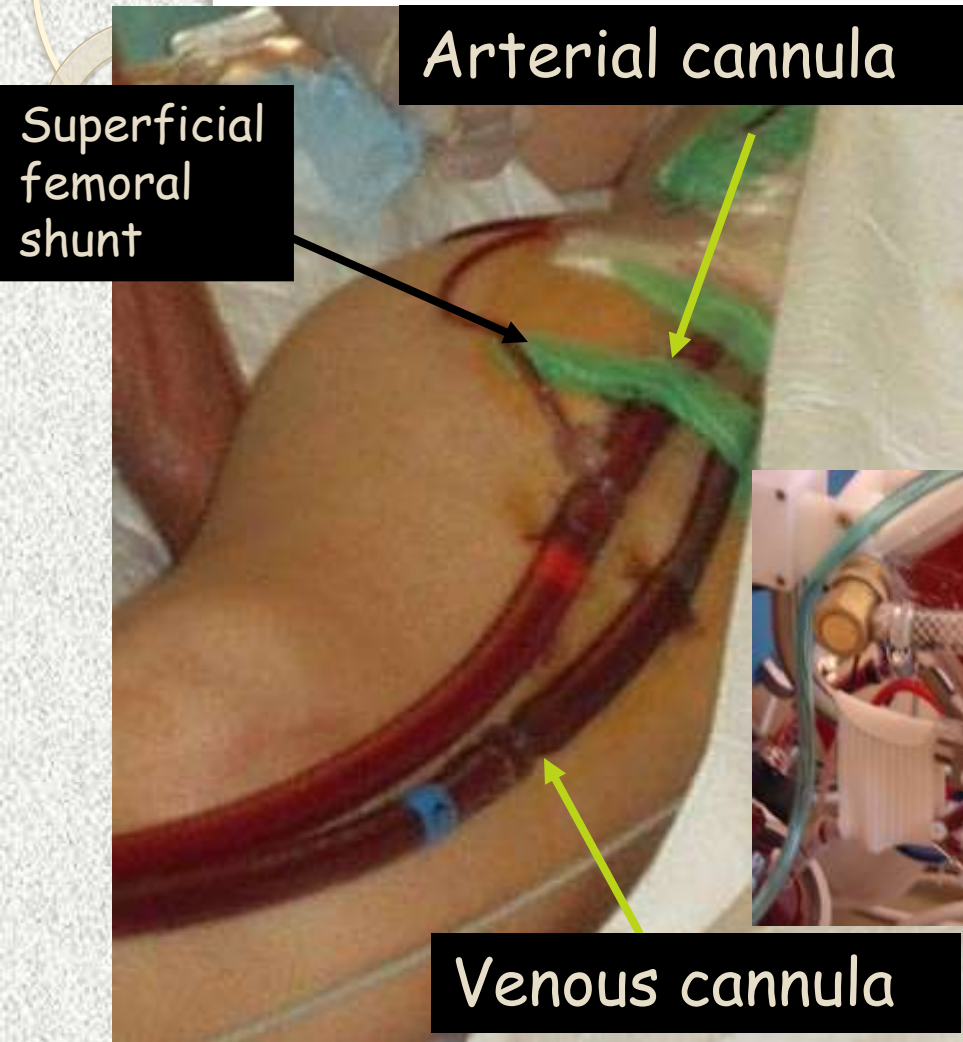 Arterial cannula
Superficial
femoral
shunt
Venous cannula